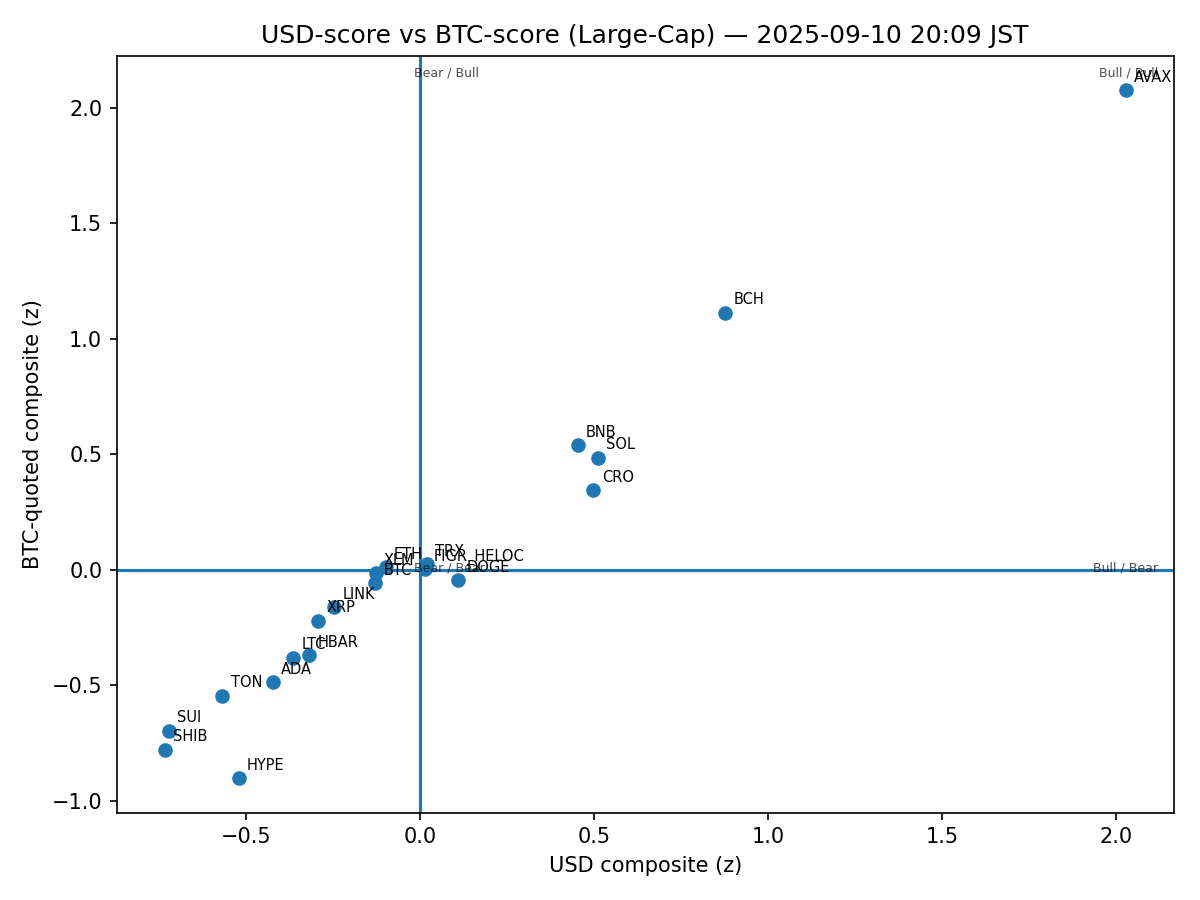 USD-score vs BTC-score (Large-Cap) — 2025-09-10 20:09 JST
Bear / Bull
Bull / Bull
AVAX
BCH
BNB
SOL
CRO
ETH
TRX
XLM
FIGR_HELOC
BTC
Bear / Bear
DOGE
Bull / Bear
LINK
XRP
LTC
HBAR
ADA
TON
SUI
SHIB
HYPE
2.0
1.5
1.0
0.5
0.0
−0.5
−1.0
−0.5
0.0
0.5
1.0
1.5
2.0
BTC-quoted composite (z)
USD composite (z)